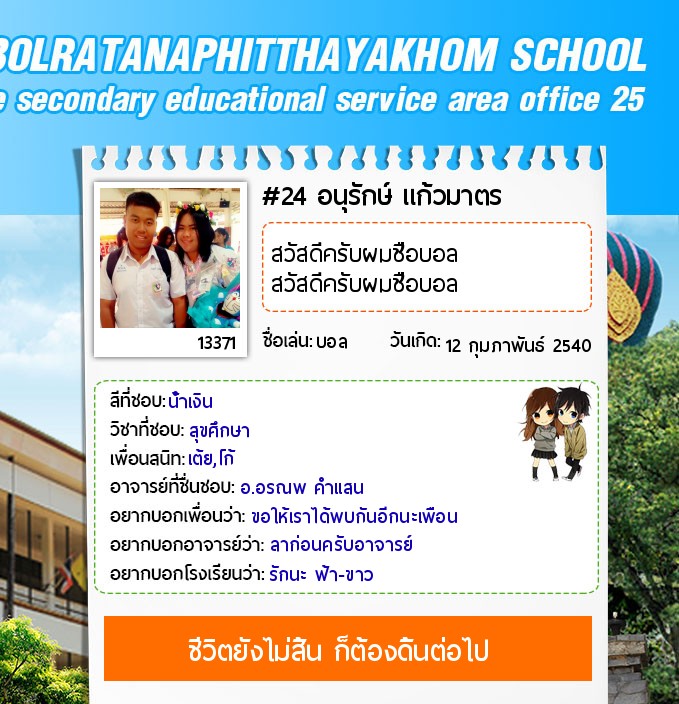 BOLRATANAPHITTHAYAKHOM SCHOOL
e secondary educational service area office 25
#24 อนุรักษ์ แก้วมาตร
สวัสดีครับผมชื่อบอล
สวัสดีครับผมชื่อบอล
13371
ชื่อเล่น: บอล วันเกิด: 12 กุมภาพันธ์ 2540
สีที่ชอบ: น้ำเงิน
วิชาที่ชอบ: สุขศึกษา
เพื่อนสนิท: เต้ย,โก้
อาจารย์ที่ชื่นชอบ: อ.อรณพ คำแสน
อยากบอกเพื่อนว่า: ขอให้เราได้พบกันอีกนะเพื่อน
อยากบอกอาจารย์ว่า: ลาก่อนครับอาจารย์
อยากบอกโรงเรียนว่า: รักนะ ฟ้า-ขาว
ชีวิตยังไม่สิ้น ก็ต้องดิ้นต่อไป